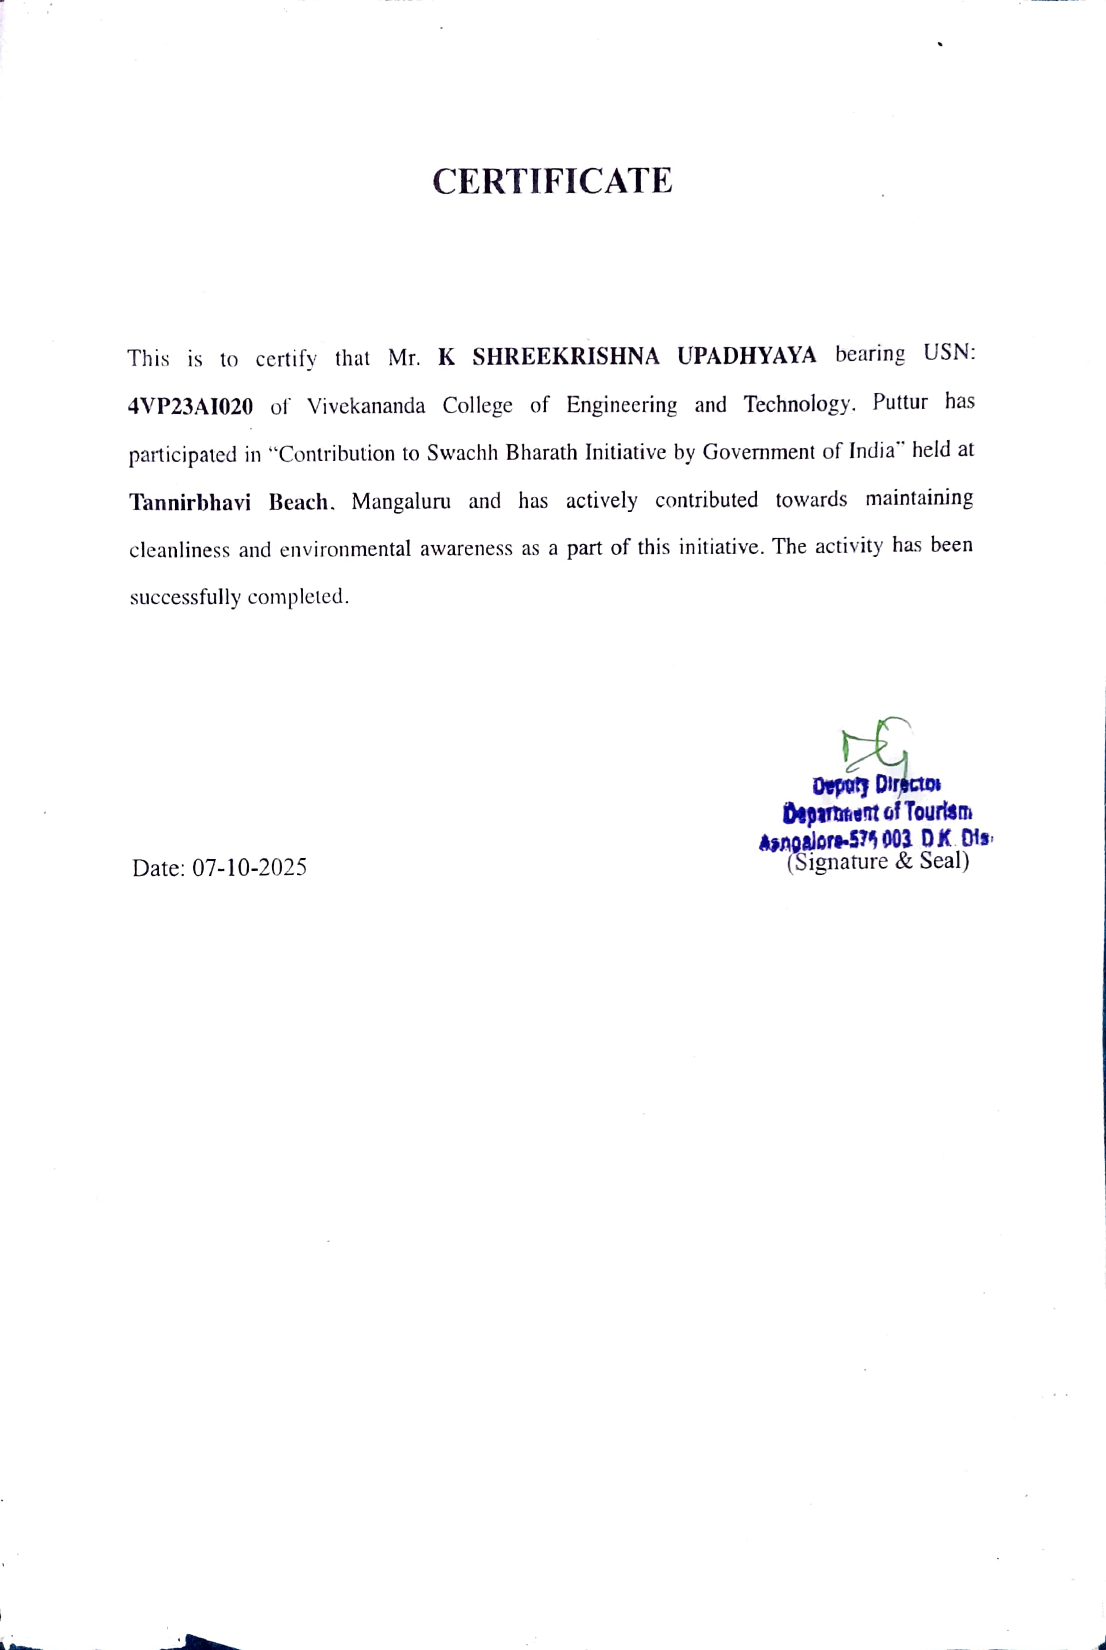 CERTIFICATE
This is to certify that Mr. K SHREEKRISHNA UPADHYAYA bearing USN:
4VP23AI020 of Vivekananda College of Engineering and Technology. Puttur has
participated in “Contribution to Swachh Bharath Initiative by Government of India” held at
Tannirbhavi Beach. Mangaluru and has actively contributed towards maintaining
cleanliness and environmental awareness as a part of this initiative. The activity has been
successfully completed.
Deputy Director
Department of Tourism
003 D.K. Dis
(Signature & Seal)
Date: 07-10-2025